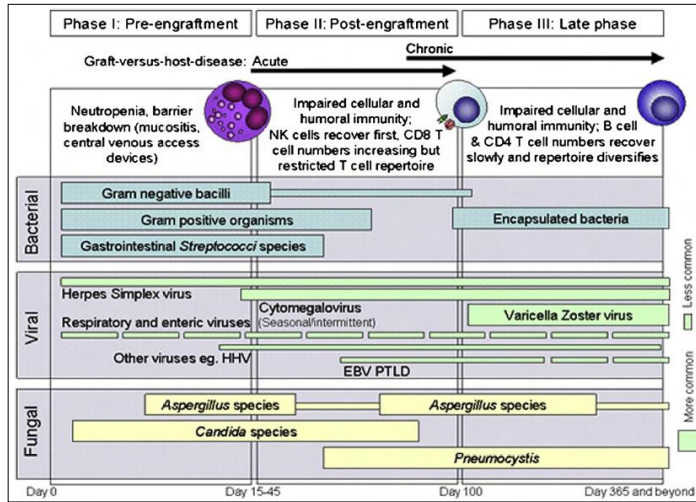 Phase I: Pre-engraftment
Phase II: Post-engraftment
Phase III: Late phase
Graft-versus-host-disease: Acute
Chronic
Neutropenia, barrier
breakdown (mucositis,
central venous access
devices)
Impaired cellular and
humoral immunity;
NK cells recover first, CD8 T
cell numbers increasing but
restricted T cell repertoire
Impaired cellular and
humoral immunity; B cell
& CD4 T cell numbers recover
slowly and repertoire diversifies
Bacterial
Gram negative bacilli
Gram positive organisms
Encapsulated bacteria
Gastrointestinal Streptococci species
Viral
Herpes Simplex virus
Cytomegalovirus
(Seasonal/intermittent)
Varicella Zoster virus
Respiratory and enteric viruses
Other viruses eg. HHV
EBV PTLD
Fungal
Aspergillus species
Aspergillus species
Candida species
Pneumocystis
Less common
More common
Day 0
Day 15-45
Day 100
Day 365 and beyond